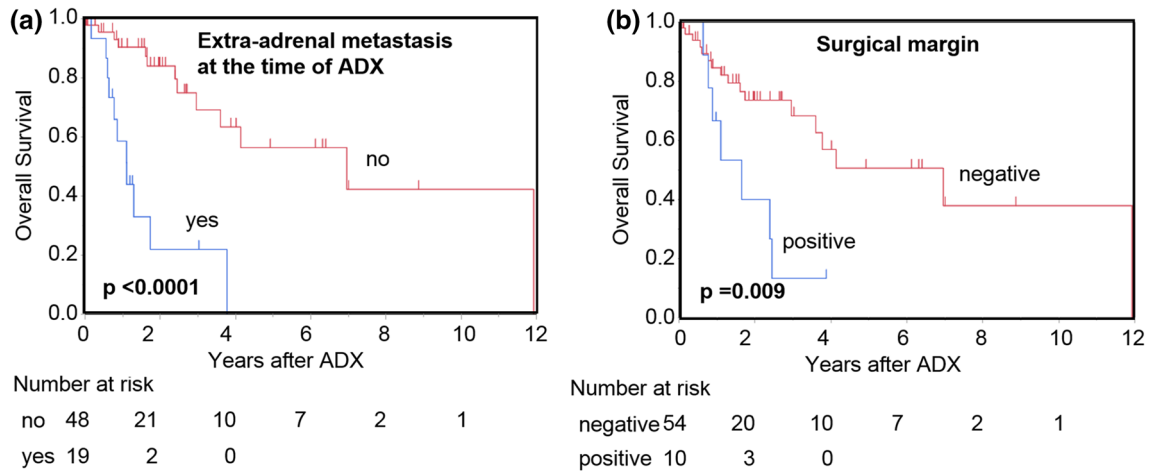 (a)
Extra-adrenal metastasis
at the time of ADX
Overall Survival
1.0
0.8
0.6
0.4
0.2
0.0
no
yes
p <0.0001
0 2 4 6 8 10 12
Years after ADX
Number at risk
no 48 21 10 7 2 1
yes 19 2 0
(b)
Surgical margin
Overall Survival
1.0
0.8
0.6
0.4
0.2
0.0
negative
positive
p =0.009
0 2 4 6 8 10 12
Years after ADX
Number at risk
negative 54 20 10 7 2 1
positive 10 3 0